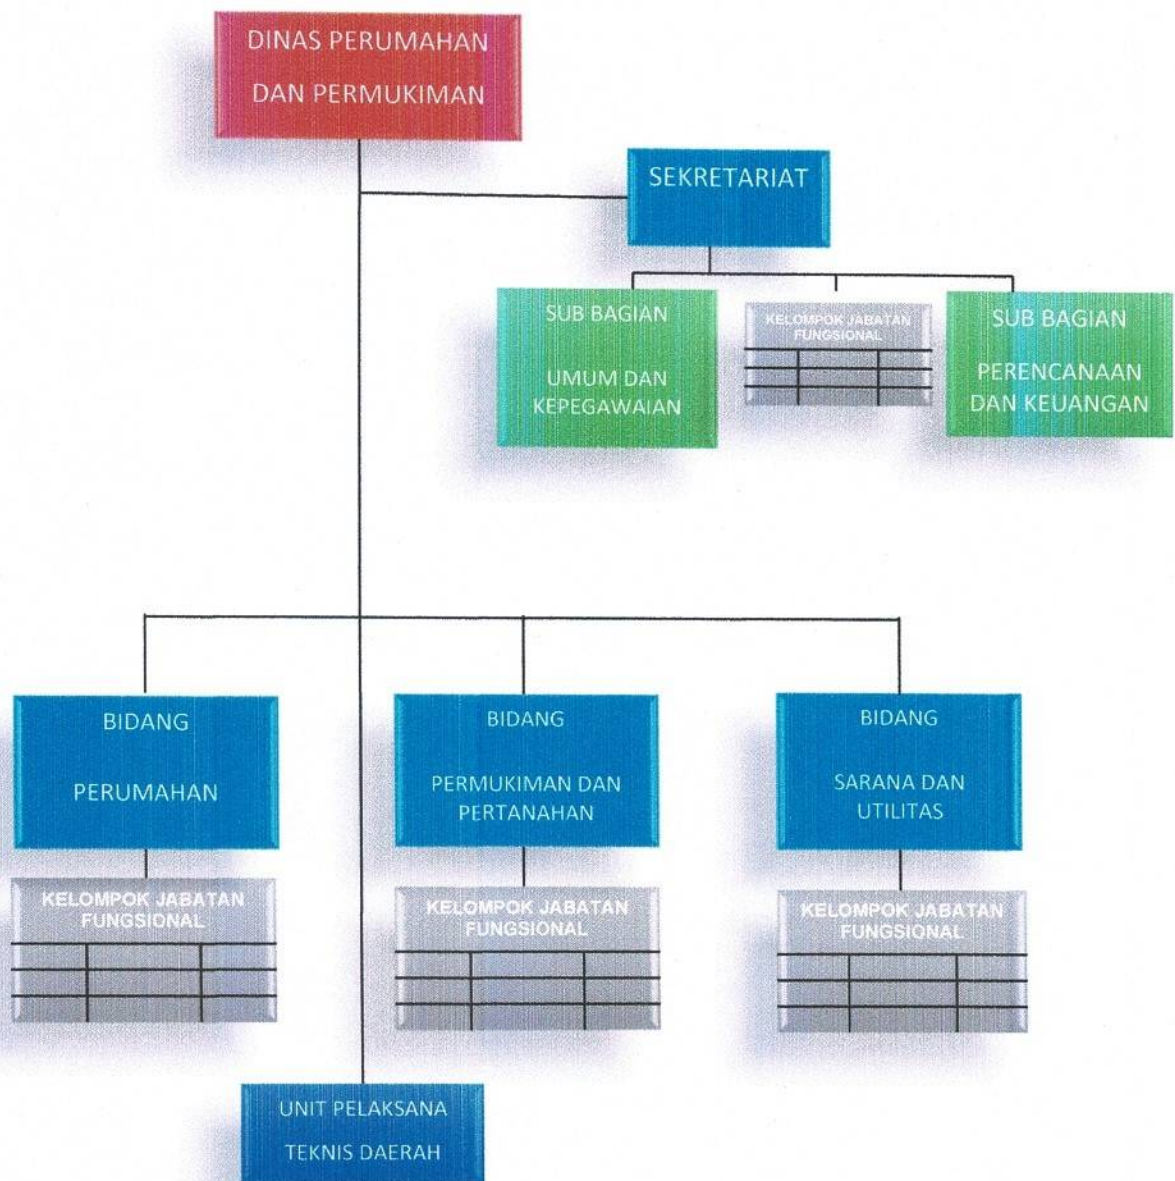 DINAS PERUMAHAN
DAN PERMUKIMAN
SEKRETARIAT
SUB BAGIAN
UMUM DAN
KEPEGAWAIAN
KELOMPOK JABATAN
FUNGSIONAL
SUB BAGIAN
PERENCANAAN
DAN KEUANGAN
BIDANG
PERUMAHAN
BIDANG
PERMUKIMAN DAN
PERTANAHAN
BIDANG
SARANA DAN
UTILITAS
KELOMPOK JABATAN
FUNGSIONAL
KELOMPOK JABATAN
FUNGSIONAL
KELOMPOK JABATAN
FUNGSIONAL
UNIT PELAKSANA
TEKNIS DAERAH